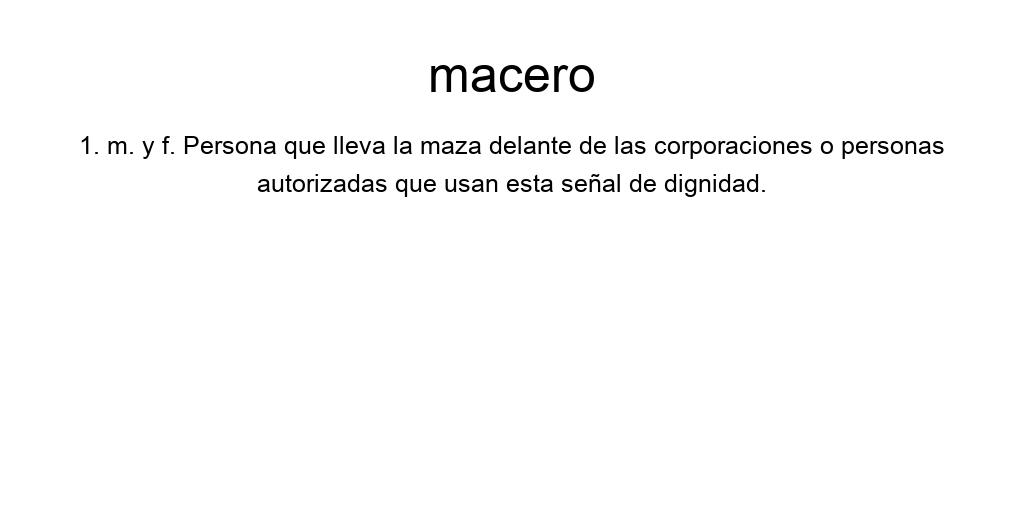 macero
1. m. y f. Persona que lleva la maza delante de las corporaciones o personas
autorizadas que usan esta señal de dignidad.